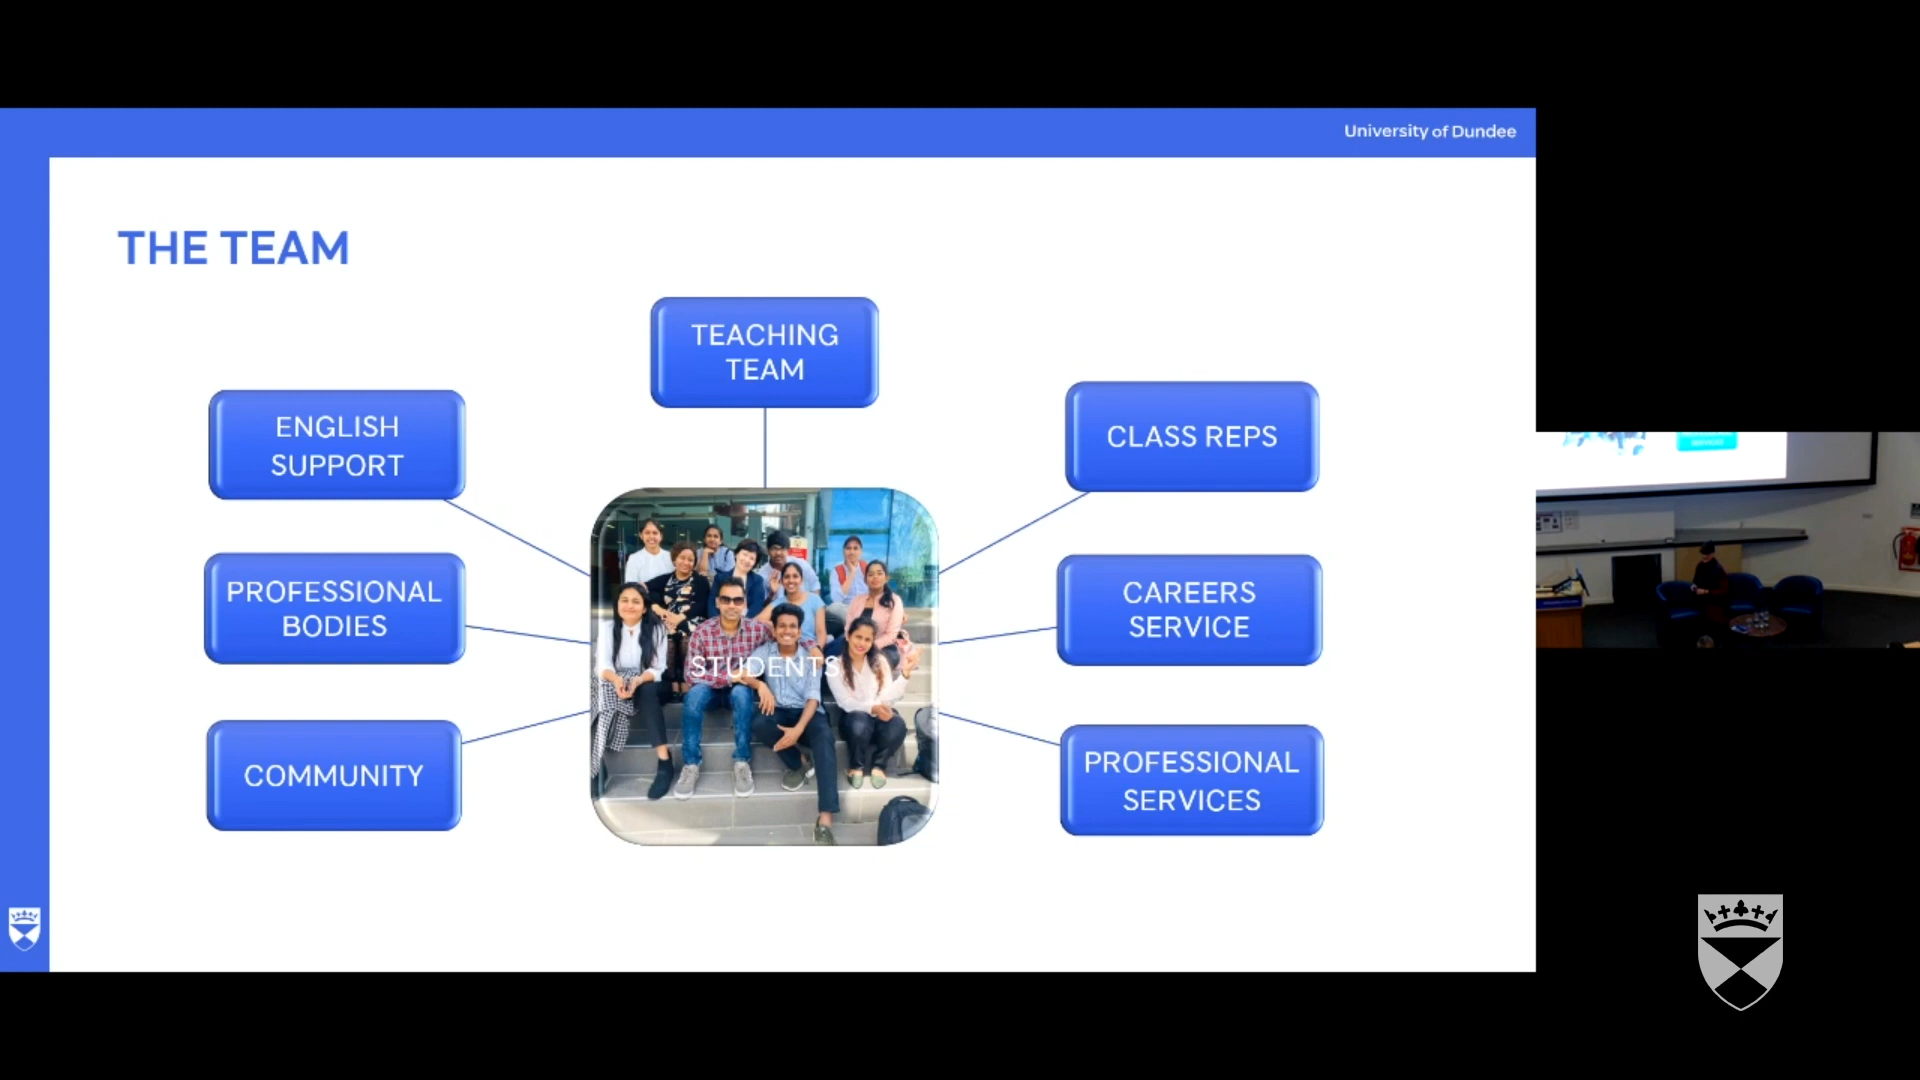 University of Dundee
THE TEAM
TEACHING
TEAM
ENGLISH
SUPPORT
CLASS REPS
PROFESSIONAL
BODIES
CAREERS
SERVICE
STUDENTS
COMMUNITY
PROFESSIONAL
SERVICES